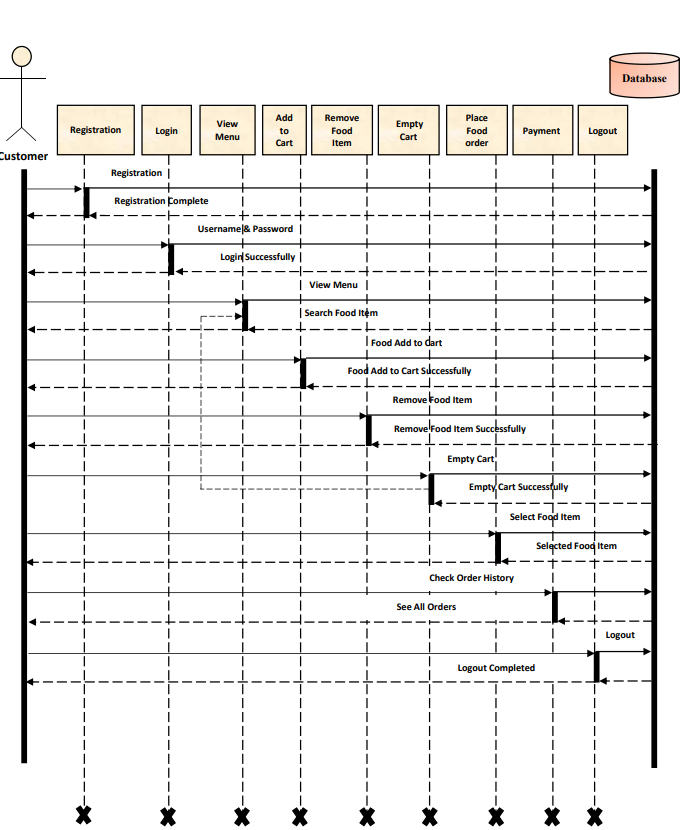 Database
Registration
Login
View
Menu
Add
to
Cart
Remove
Food
Item
Empty
Cart
Place
Food
order
Payment
Logout
Customer
Registration
Registration Complete
Username & Password
Login Successfully
View Menu
Search Food Item
Food Add to Cart
Food Add to Cart Successfully
Remove Food Item
Remove Food Item Successfully
Empty Cart
Empty Cart Successfully
Select Food Item
Selected Food Item
Check Order History
See All Orders
Logout
Logout Completed